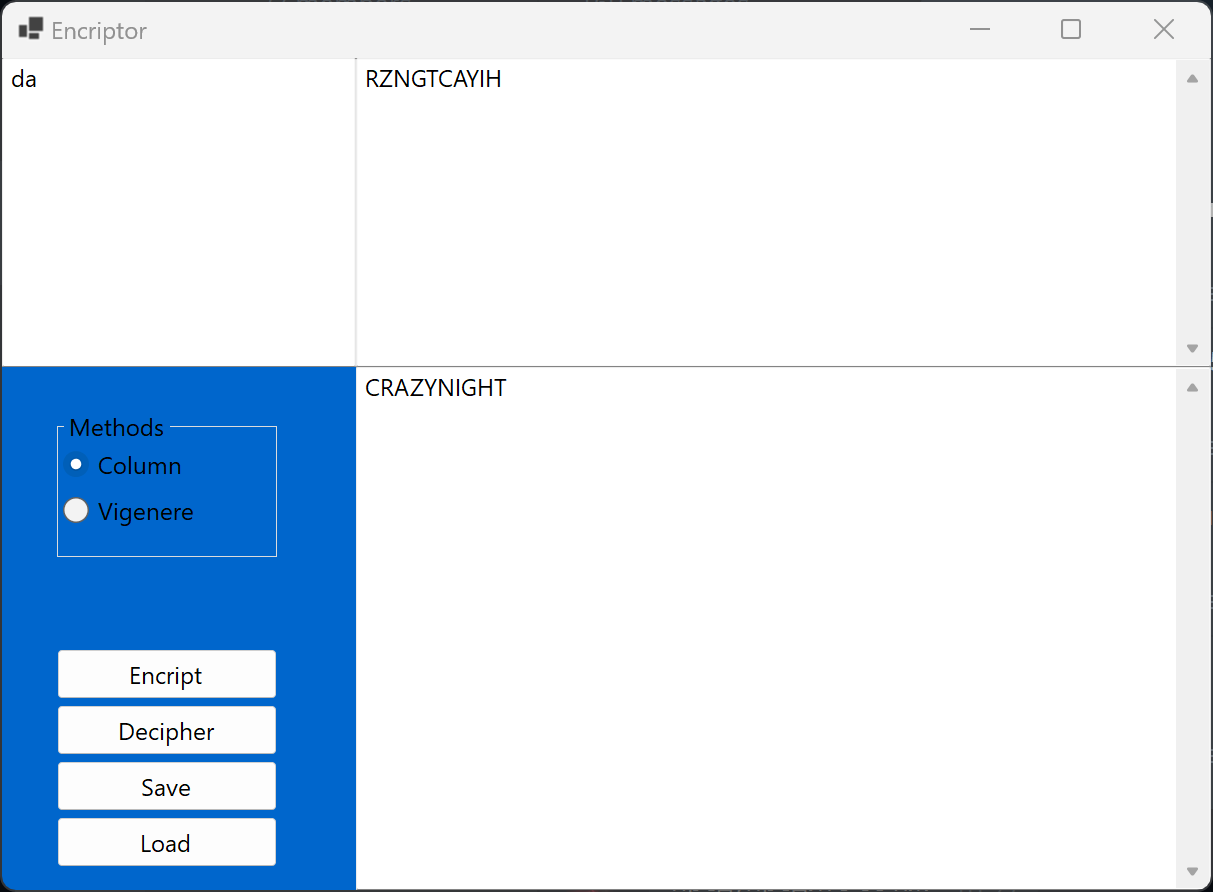 Encriptor
da
RZNGTCAYIH
CRAZYNIGHT
Methods
Column
Vigenere
Encript
Decipher
Save
Load